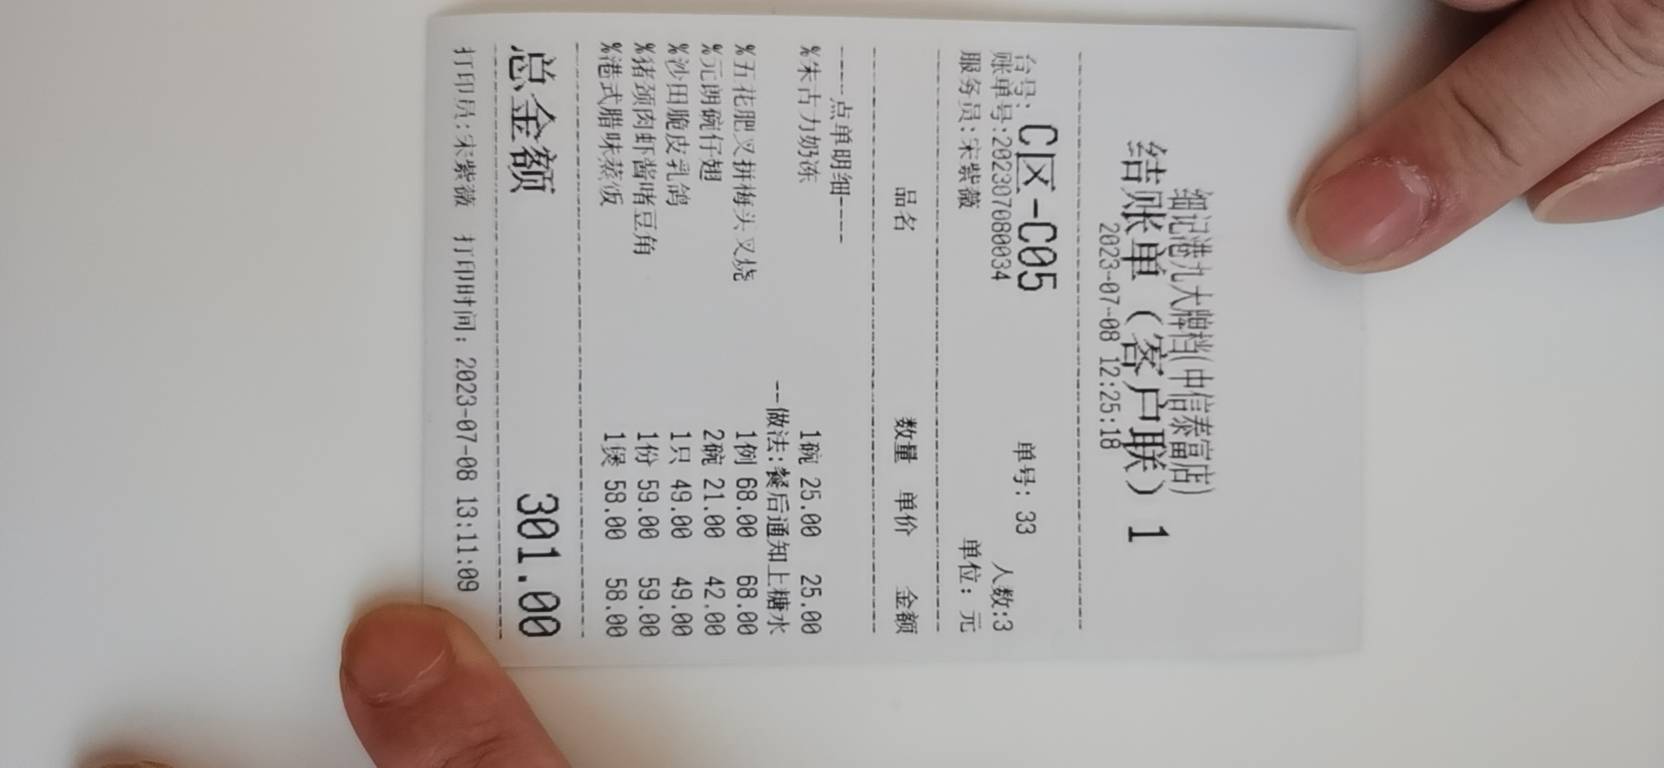 细记港九大牌档(中信泰富店)
结账单（客户联）1
2023-07-08 12:25:18
台号: C区-C05 单号: 33
账单号:202307080034 人数:3
服务员:宋紫薇 单位: 元
品名 数量 单价 金额
----点单明细----
%朱古力奶冻 1碗 25.00 25.00
--做法:餐后通知上糖水
%五花肥叉拼梅头叉烧 1例 68.00 68.00
%元朗碗仔翅 2碗 21.00 42.00
%沙田脆皮乳鸽 1只 49.00 49.00
%猪颈肉虾酱啫豆角 1份 59.00 59.00
%港式腊味蒸饭 1煲 58.00 58.00
总金额 301.00
打印员:宋紫薇 打印时间: 2023-07-08 13:11:09